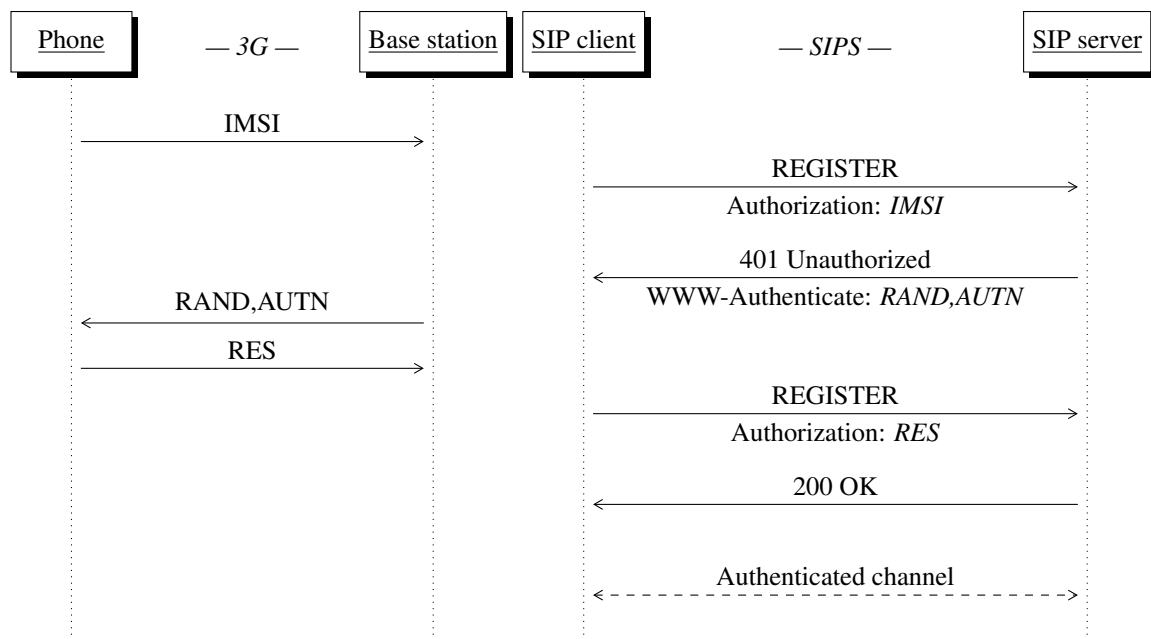 Phone
— 3G —
Base station
SIP client
— SIPS —
SIP server
IMSI
REGISTER
Authorization: IMSI
401 Unauthorized
WWW-Authenticate: RAND,AUTN
RAND,AUTN
RES
REGISTER
Authorization: RES
200 OK
Authenticated channel